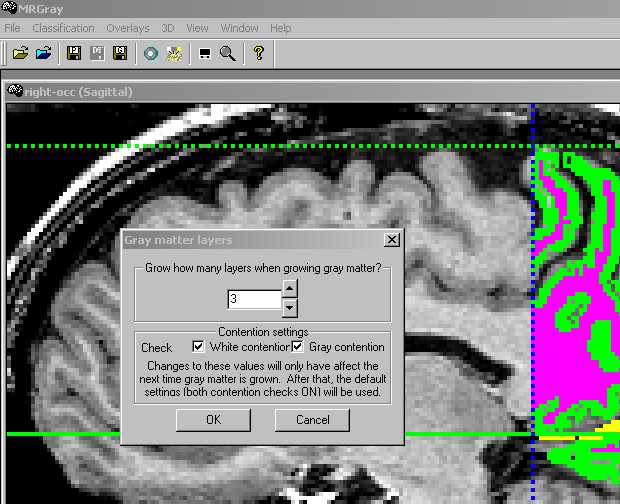 MRGray
File Classification Overlays 3D View Window Help
right-occ (Sagittal)
Gray matter layers
Grow how many layers when growing gray matter?
3
Contention settings
Check White contention Gray contention
Changes to these values will only have affect the
next time gray matter is grown. After that, the default
settings (both contention checks ON) will be used.
OK Cancel